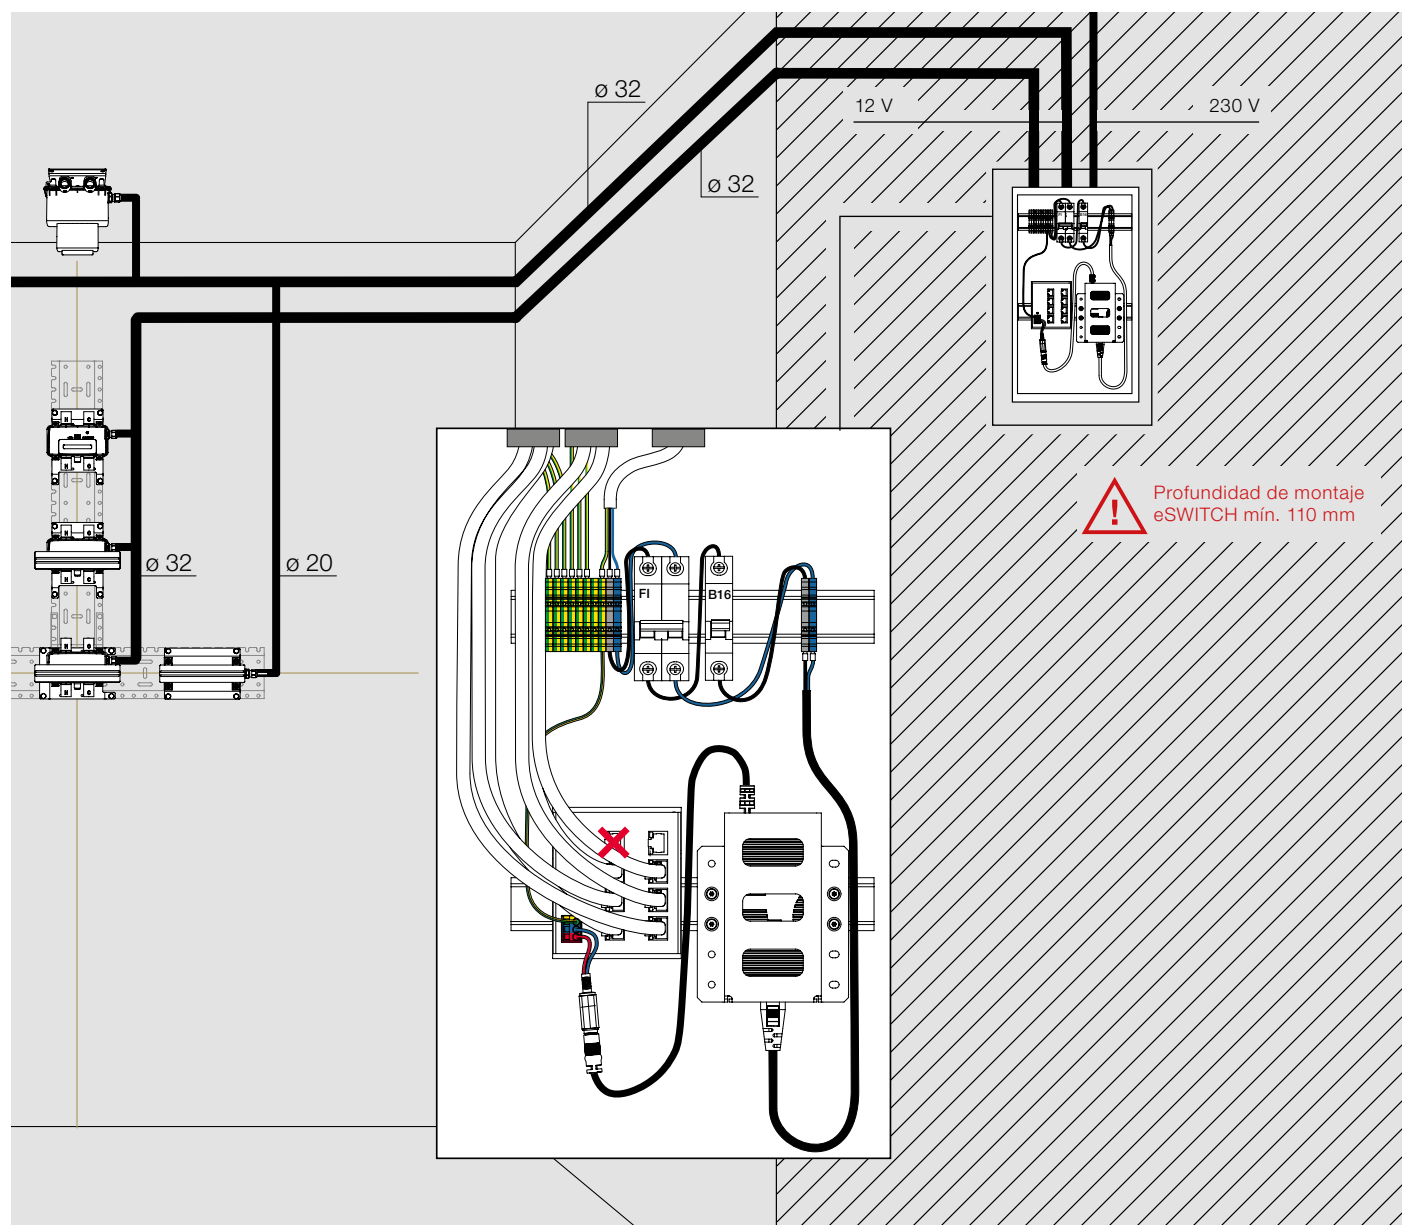 ø 32
12 V
230 V
ø 32
Profundidad de montaje
eSWITCH mín. 110 mm
ø 32
ø 20
FI
B16